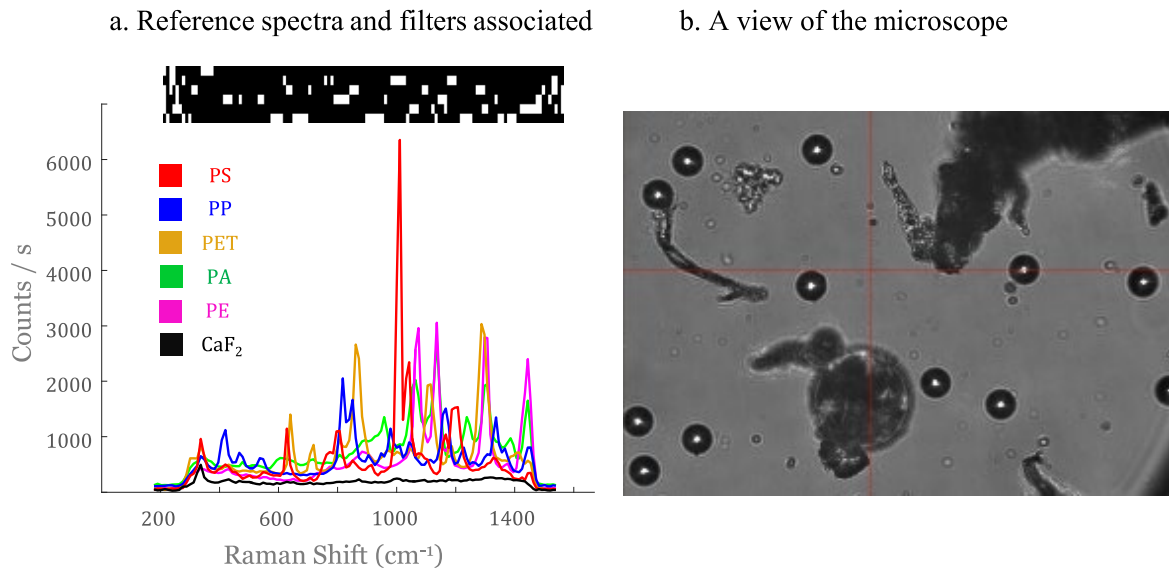 a. Reference spectra and filters associated
b. A view of the microscope
6000
5000
4000
3000
2000
1000
Counts / s
PS
PP
PET
PA
PE
CaF₂
200
600
1000
1400
Raman Shift (cm⁻¹)